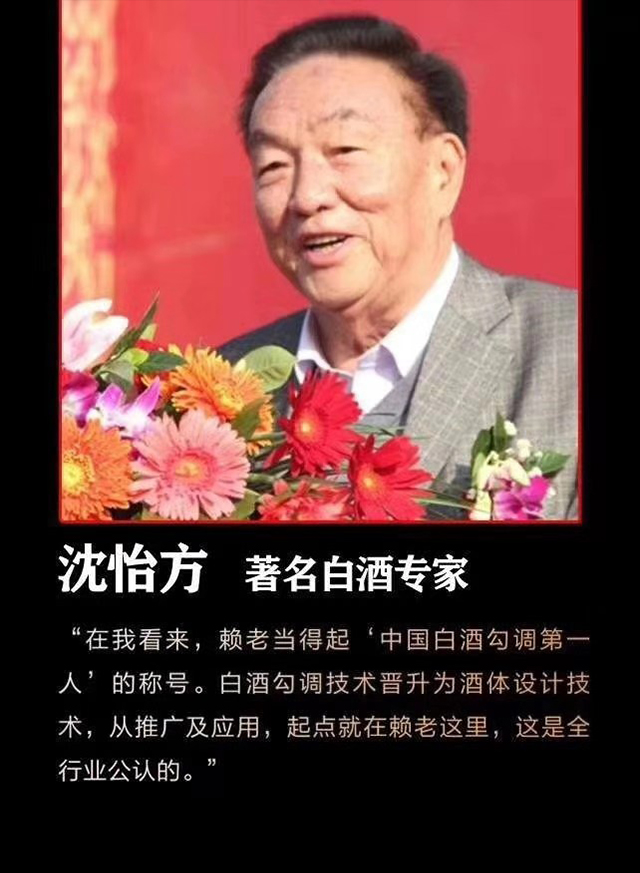 沈怡方 著名白酒专家
“在我看来，赖老当得起‘中国白酒勾调第一
人’的称号。白酒勾调技术晋升为酒体设计技
术，从推广及应用，起点就在赖老这里，这是全
行业公认的。”